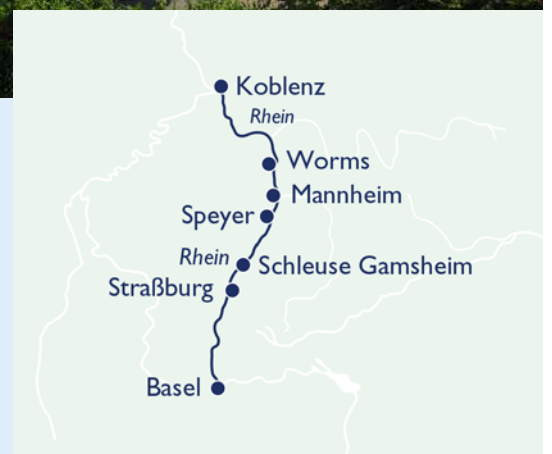 Koblenz
Rhein
Worms
Mannheim
Speyer
Rhein
Schleuse Gamsheim
Straßburg
Basel